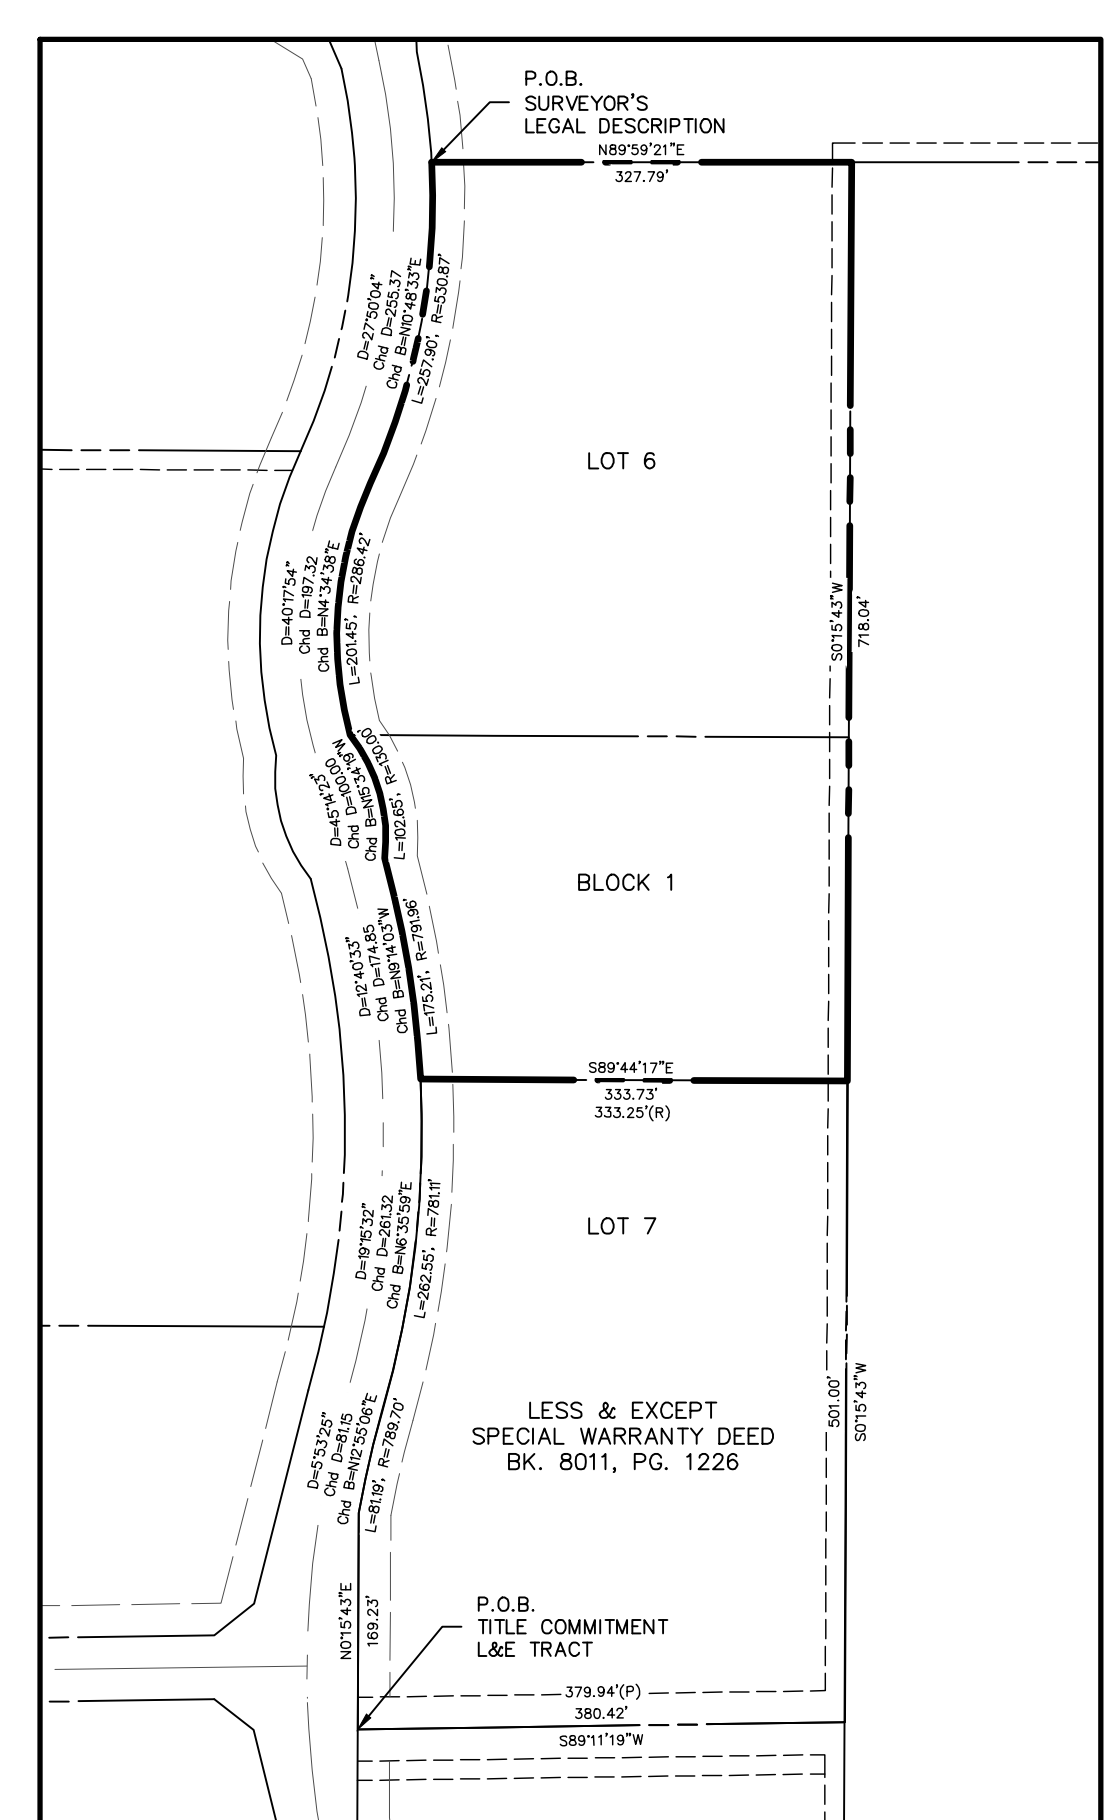 P.O.B.
SURVEYOR'S
LEGAL DESCRIPTION
N89°59'21"E
327.79'
D=27°50'04"
Chd D=255.37
Chd B=N10°48'33"E
L=257.90', R=530.87'
LOT 6
D=40°17'54"
Chd D=197.32
Chd B=N4°34'38"E
L=201.45', R=286.42'
S0°15'43"W
718.04'
D=45°14'23"
Chd D=100.00
Chd B=N15°34'19"W
L=102.65', R=130.00'
BLOCK 1
D=12°40'33"
Chd D=174.85
Chd B=N9°14'03"W
L=175.21', R=791.96'
S89°44'17"E
333.73'
333.25'(R)
D=19°15'32"
Chd D=261.32
Chd B=N6°35'59"E
L=262.55', R=781.11'
LOT 7
LESS & EXCEPT
SPECIAL WARRANTY DEED
BK. 8011, PG. 1226
501.00'
S0°15'43"W
D=5°53'25"
Chd D=81.15
Chd B=N12°55'06"E
L=81.19', R=789.70'
N0°15'43"E
169.23'
P.O.B.
TITLE COMMITMENT
L&E TRACT
379.94'(P)
380.42'
S89°11'19"W